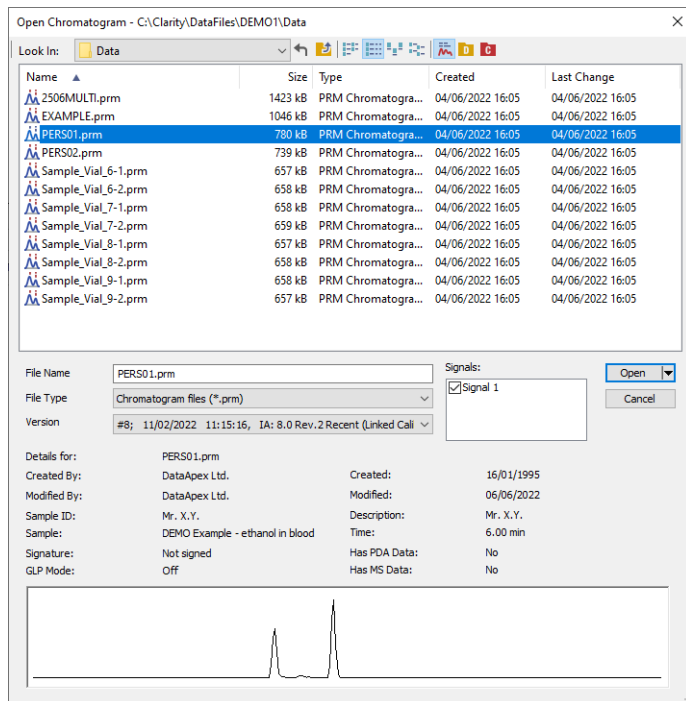 Open Chromatogram - C:\Clarity\DataFiles\DEMO1\Data
Look In: Data D C
Name Size Type Created Last Change
2506MULTI.prm 1423 kB PRM Chromatogra... 04/06/2022 16:05 04/06/2022 16:05
EXAMPLE.prm 1046 kB PRM Chromatogra... 04/06/2022 16:05 04/06/2022 16:05
PERS01.prm 780 kB PRM Chromatogra... 04/06/2022 16:05 04/06/2022 16:05
PERS02.prm 739 kB PRM Chromatogra... 04/06/2022 16:05 04/06/2022 16:05
Sample_Vial_6-1.prm 657 kB PRM Chromatogra... 04/06/2022 16:05 04/06/2022 16:05
Sample_Vial_6-2.prm 658 kB PRM Chromatogra... 04/06/2022 16:05 04/06/2022 16:05
Sample_Vial_7-1.prm 658 kB PRM Chromatogra... 04/06/2022 16:05 04/06/2022 16:05
Sample_Vial_7-2.prm 659 kB PRM Chromatogra... 04/06/2022 16:05 04/06/2022 16:05
Sample_Vial_8-1.prm 657 kB PRM Chromatogra... 04/06/2022 16:05 04/06/2022 16:05
Sample_Vial_8-2.prm 658 kB PRM Chromatogra... 04/06/2022 16:05 04/06/2022 16:05
Sample_Vial_9-1.prm 658 kB PRM Chromatogra... 04/06/2022 16:05 04/06/2022 16:05
Sample_Vial_9-2.prm 657 kB PRM Chromatogra... 04/06/2022 16:05 04/06/2022 16:05
File Name PERS01.prm Signals: Open
File Type Chromatogram files (*.prm) Signal 1 Cancel
Version #8; 11/02/2022 11:15:16, IA: 8.0 Rev.2 Recent (Linked Cali
Details for: PERS01.prm
Created By: DataApex Ltd. Created: 16/01/1995
Modified By: DataApex Ltd. Modified: 06/06/2022
Sample ID: Mr. X.Y. Description: Mr. X.Y.
Sample: DEMO Example - ethanol in blood Time: 6.00 min
Signature: Not signed Has PDA Data: No
GLP Mode: Off Has MS Data: No